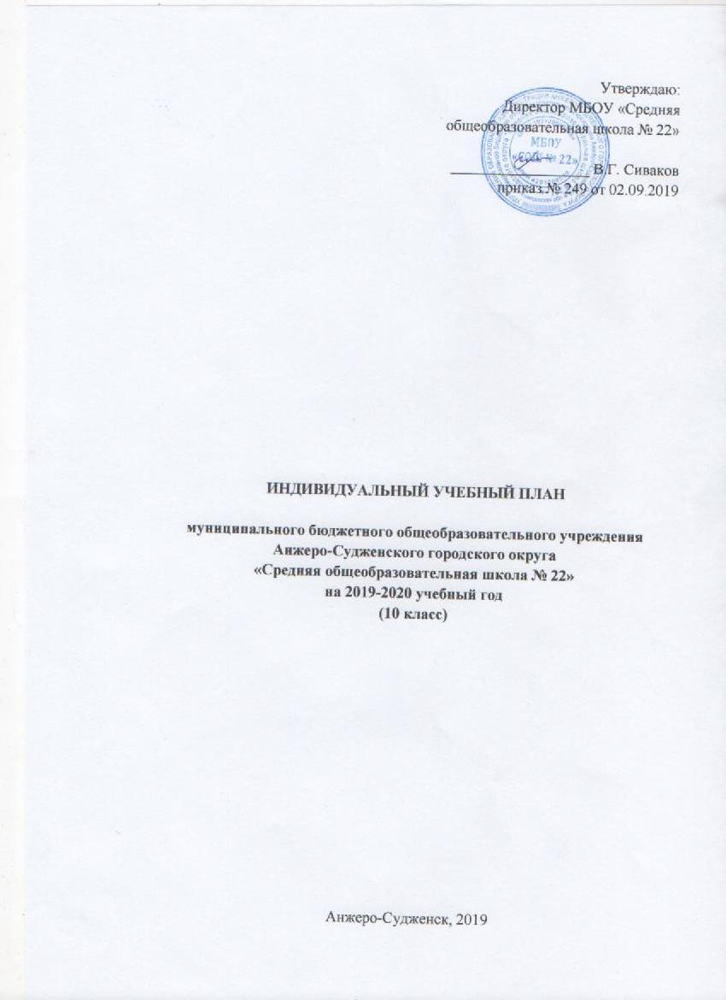 Утверждаю:
Директор МБОУ «Средняя
общеобразовательная школа № 22»
МБОУ
«СОШ № 22»
В.Г. Сиваков
приказ № 249 от 02.09.2019
ИНДИВИДУАЛЬНЫЙ УЧЕБНЫЙ ПЛАН
муниципального бюджетного общеобразовательного учреждения
Анжеро-Судженского городского округа
«Средняя общеобразовательная школа № 22»
на 2019-2020 учебный год
(10 класс)
Анжеро-Судженск, 2019